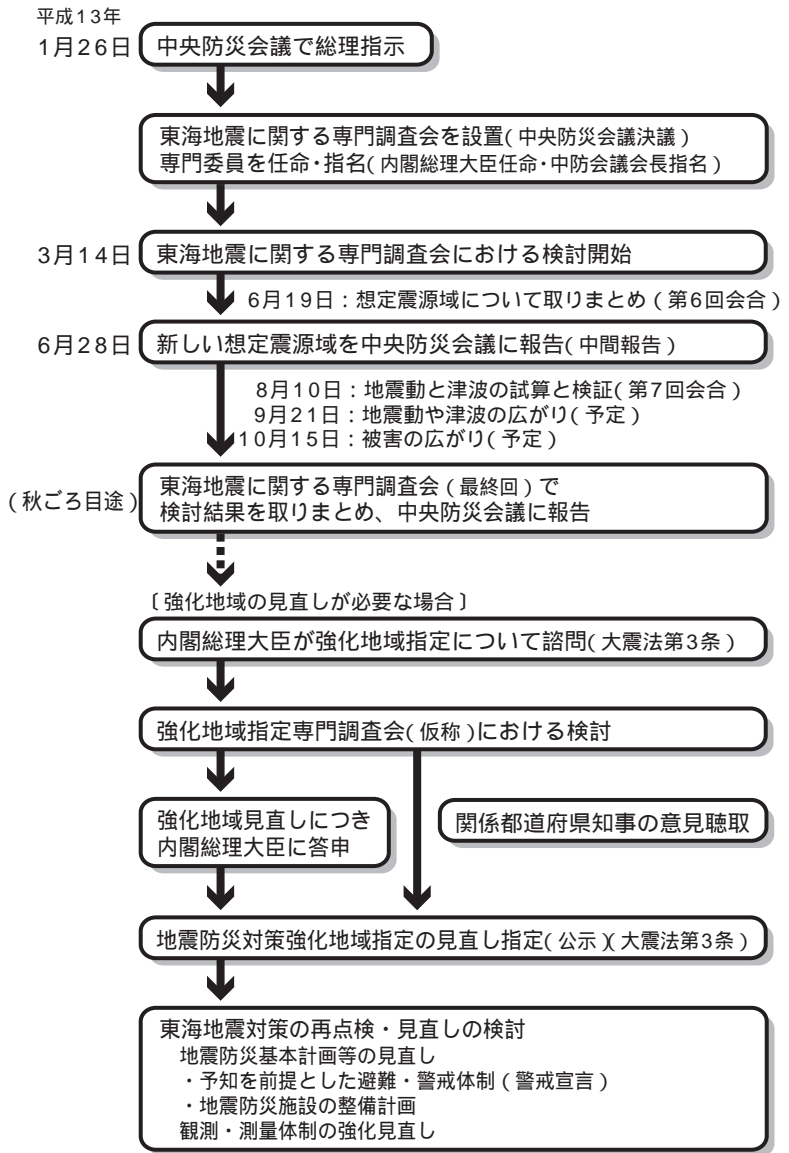 平成13年
1月26日
中央防災会議で総理指示
東海地震に関する専門調査会を設置(中央防災会議決議)
専門委員を任命・指名(内閣総理大臣任命・中防会議会長指名)
3月14日
東海地震に関する専門調査会における検討開始
6月19日:想定震源域について取りまとめ(第6回会合)
6月28日
新しい想定震源域を中央防災会議に報告(中間報告)
8月10日:地震動と津波の試算と検証(第7回会合)
9月21日:地震動や津波の広がり(予定)
10月15日:被害の広がり(予定)
(秋ごろ目途)
東海地震に関する専門調査会(最終回)で
検討結果を取りまとめ、中央防災会議に報告
〔強化地域の見直しが必要な場合〕
内閣総理大臣が強化地域指定について諮問(大震法第3条)
強化地域指定専門調査会(仮称)における検討
強化地域見直しにつき
内閣総理大臣に答申
関係都道府県知事の意見聴取
地震防災対策強化地域指定の見直し指定(公示)(大震法第3条)
東海地震対策の再点検・見直しの検討
地震防災基本計画等の見直し
・予知を前提とした避難・警戒体制(警戒宣言)
・地震防災施設の整備計画
観測・測量体制の強化見直し